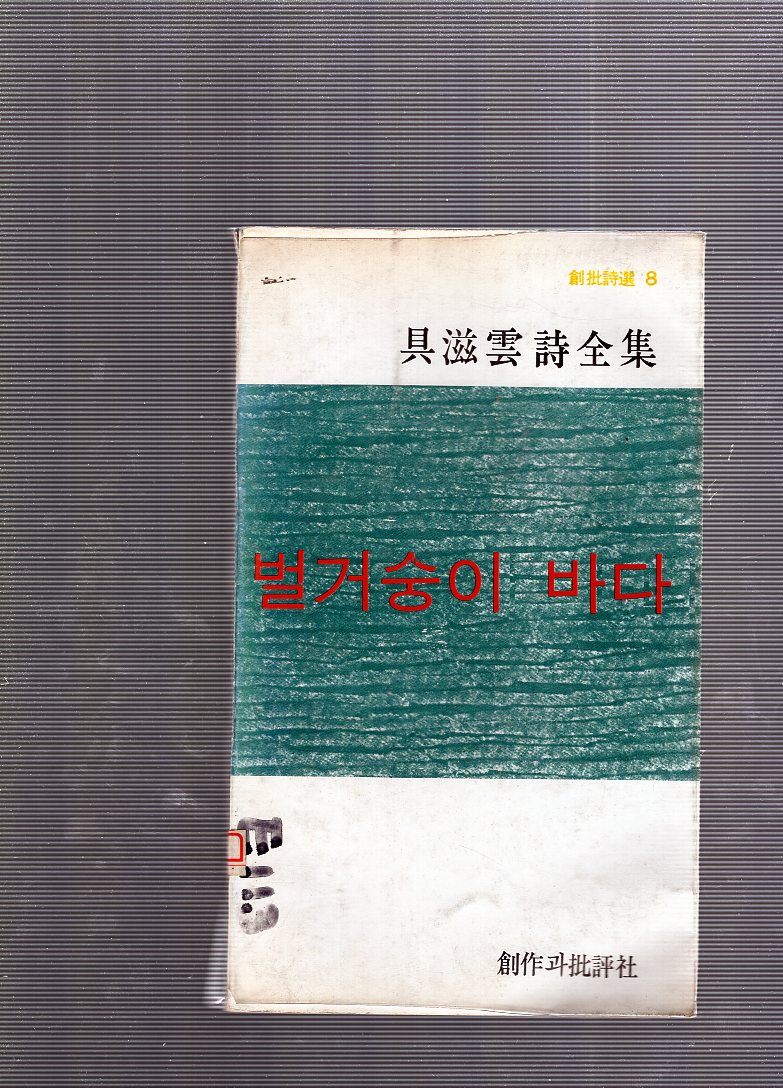 創批詩選 8
具滋雲詩全集
벌거숭이 바다
創作과批評社